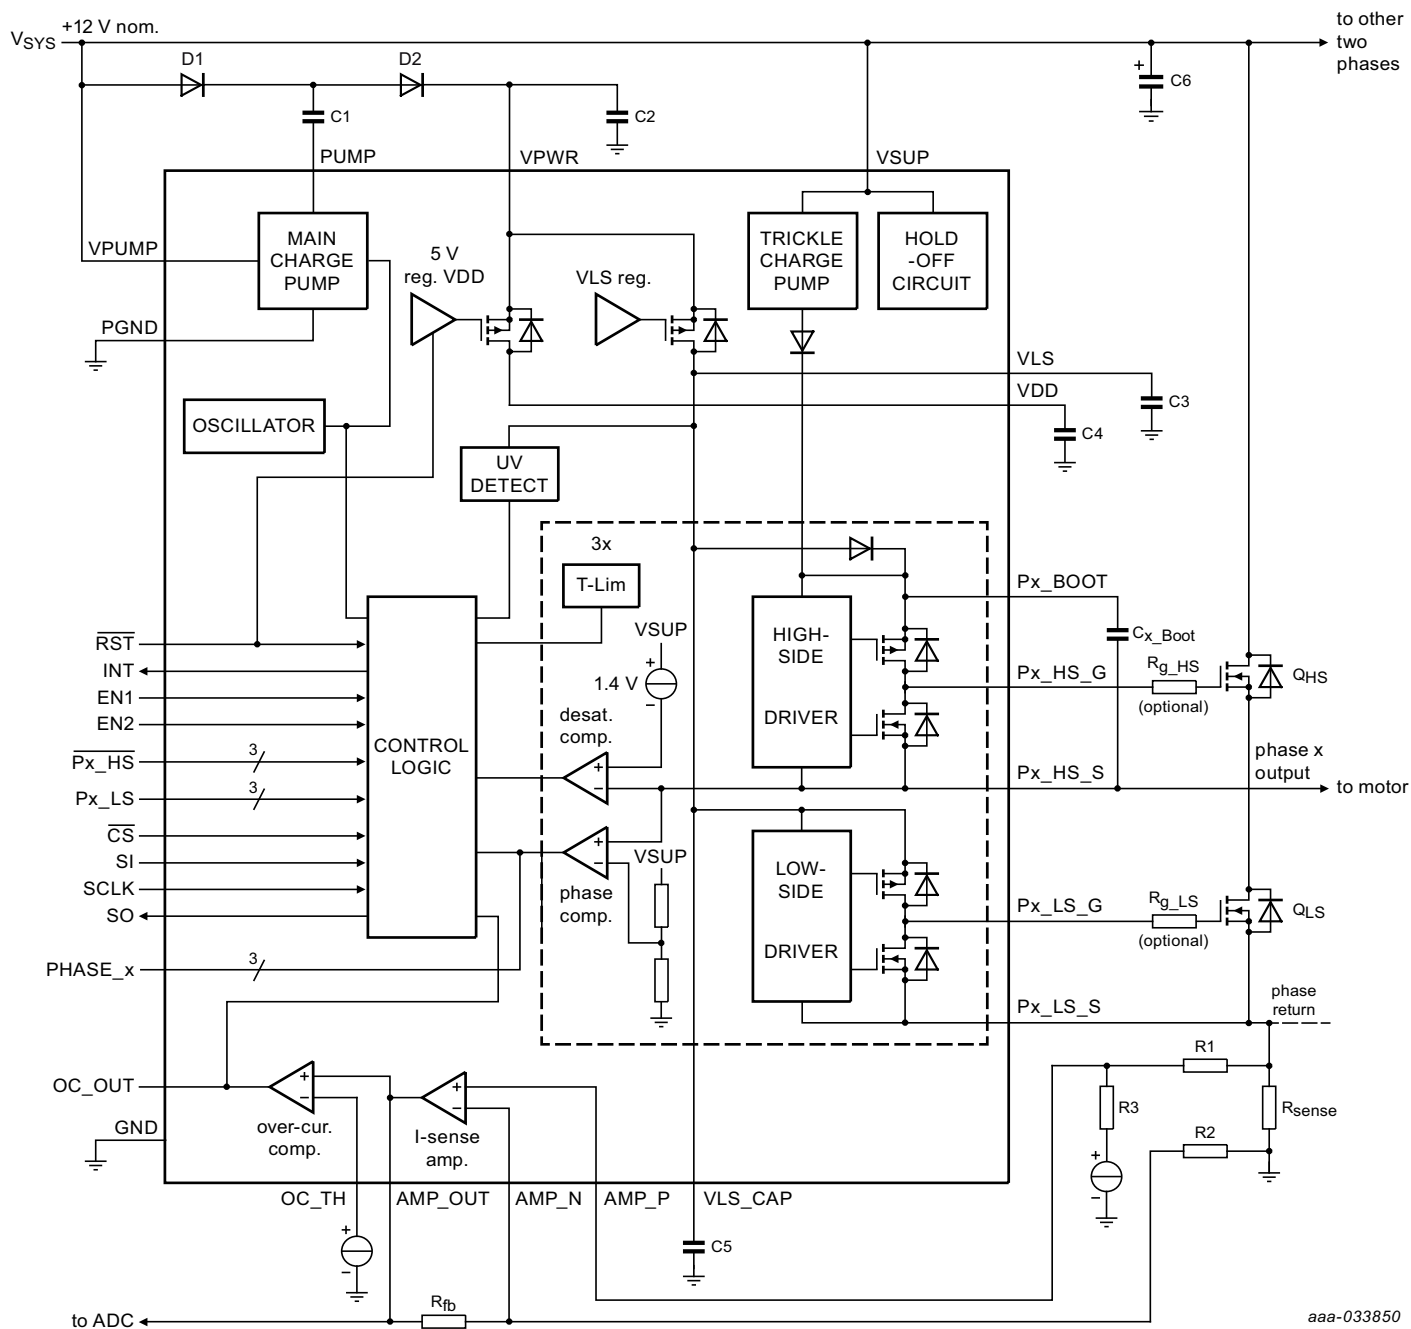 +12 V nom.
VSYS
to other
two
phases
D1
D2
C1
C2
C6
PUMP
VPWR
VSUP
VPUMP
MAIN
CHARGE
PUMP
5 V
reg. VDD
VLS reg.
TRICKLE
CHARGE
PUMP
HOLD
-OFF
CIRCUIT
PGND
VLS
VDD
C3
C4
OSCILLATOR
UV
DETECT
3x
T-Lim
Px_BOOT
Cx_Boot
RST
INT
EN1
EN2
Px_HS
3
Px_LS
3
CS
SI
SCLK
SO
PHASE_x
3
CONTROL
LOGIC
VSUP
+
1.4 V
–
desat.
comp.
+
–
HIGH-
SIDE
DRIVER
Px_HS_G
Rg_HS
(optional)
QHS
Px_HS_S
phase x
output
to motor
+
–
VSUP
phase
comp.
LOW-
SIDE
DRIVER
Px_LS_G
Rg_LS
(optional)
QLS
Px_LS_S
phase
return
OC_OUT
+
–
over-cur.
comp.
+
–
I-sense
amp.
R1
R3
Rsense
R2
+
–
GND
OC_TH
AMP_OUT
AMP_N
AMP_P
VLS_CAP
+
–
C5
to ADC
Rfb
aaa-033850